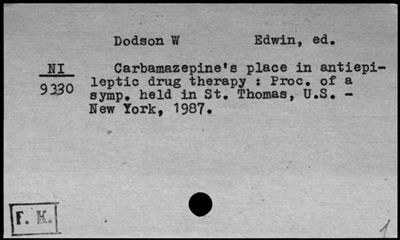 Dodson W Edwin, ed.
NI Carbamazepine's place in antiepi-
9330 leptic drug therapy : Proc. of a
symp. held in St. Thomas, U.S. -
New York, 1987.
F. K.
1